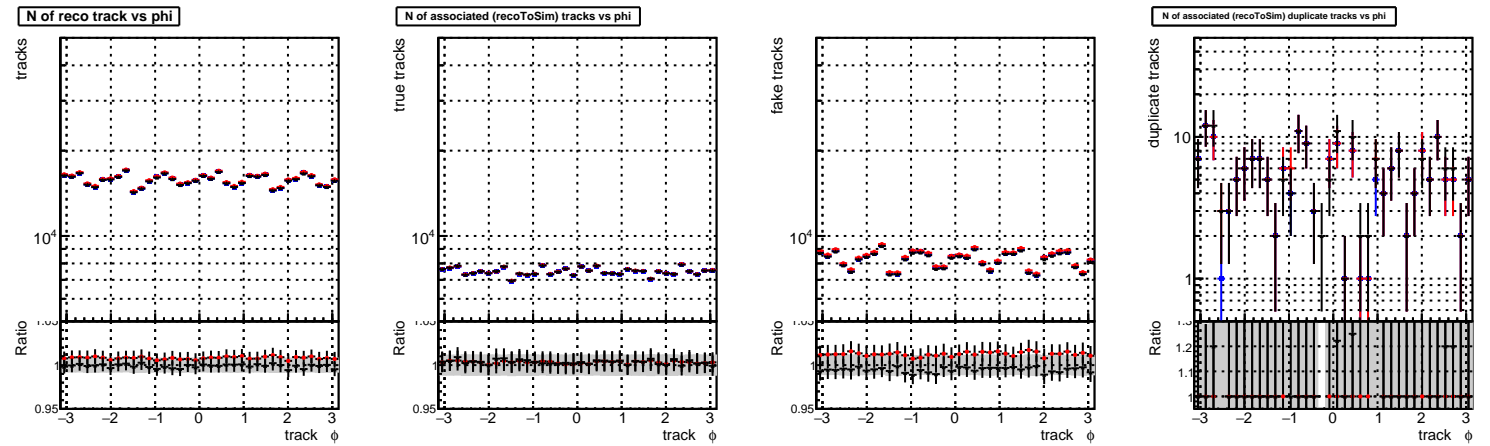 N of reco track vs phi
tracks
10⁴
Ratio
1
0.95
−3 −2 −1 0 1 2 3
track ϕ
N of associated (recoToSim) tracks vs phi
true tracks
10⁴
Ratio
1
0.95
−3 −2 −1 0 1 2 3
track ϕ
fake tracks
10⁴
Ratio
1
0.95
−3 −2 −1 0 1 2 3
track ϕ
N of associated (recoToSim) duplicate tracks vs phi
duplicate tracks
10
1
Ratio
1.2
1.1
1
−3 −2 −1 0 1 2 3
track ϕ